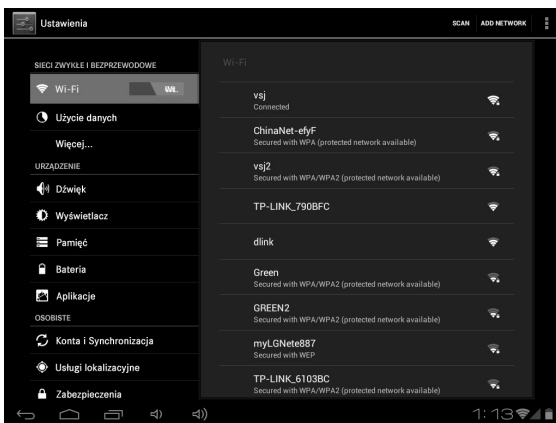 Ustawienia
SCAN ADD NETWORK
SIECI ZWYKŁE I BEZPRZEWODOWE
Wi-Fi WŁ.
Użycie danych
Więcej...
URZĄDZENIE
Dźwięk
Wyświetlacz
Pamięć
Bateria
Aplikacje
OSOBISTE
Konta i Synchronizacja
Usługi lokalizacyjne
Zabezpieczenia
Wi-Fi
vsj
Connected
ChinaNet-efyF
Secured with WPA (protected network available)
vsj2
Secured with WPA/WPA2 (protected network available)
TP-LINK_790BFC
dlink
Green
Secured with WPA/WPA2 (protected network available)
GREEN2
Secured with WPA/WPA2 (protected network available)
myLGNete887
Secured with WEP
TP-LINK_6103BC
Secured with WPA/WPA2 (protected network available)
1:13